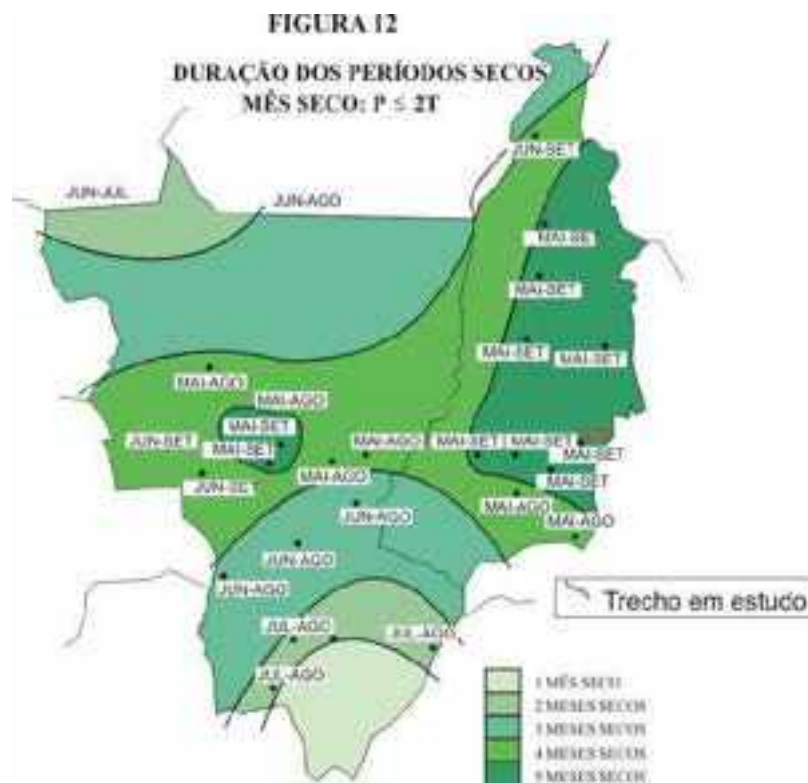 FIGURA 12
DURAÇÃO DOS PERÍODOS SECOS
MÊS SECO: P ≤ 2T
JUN-SET
JUN-JUL
JUN-AGO
MAI-SE
MAI-SET
MAI-SET
MAI-SET
MAI-AGO
MAI-AGO
MAI-SET
JUN-SET
MAI-SET
MAI-AGO
MAI-SET
MAI-SET
MAI-SET
MAI-AGO
JUN-SET
MAI-SET
JUN-AGO
MAI-AGO
MAI-AGO
JUN-AGO
JUN-AGO
Trecho em estudo
JUL-AGO
JUL-AGO
JUL-AGO
1 MÊS SECO
2 MESES SECOS
3 MESES SECOS
4 MESES SECOS
5 MESES SECOS